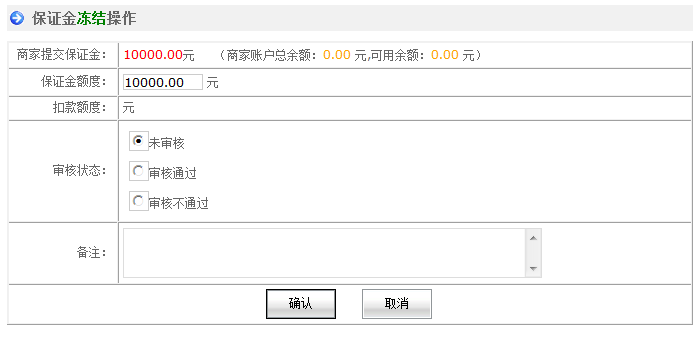 保证金冻结操作
商家提交保证金： 10000.00元 （商家账户总余额：0.00 元,可用余额：0.00 元）
保证金额度： 10000.00 元
扣款额度： 元
审核状态：
未审核
审核通过
审核不通过
备注：
确认 取消